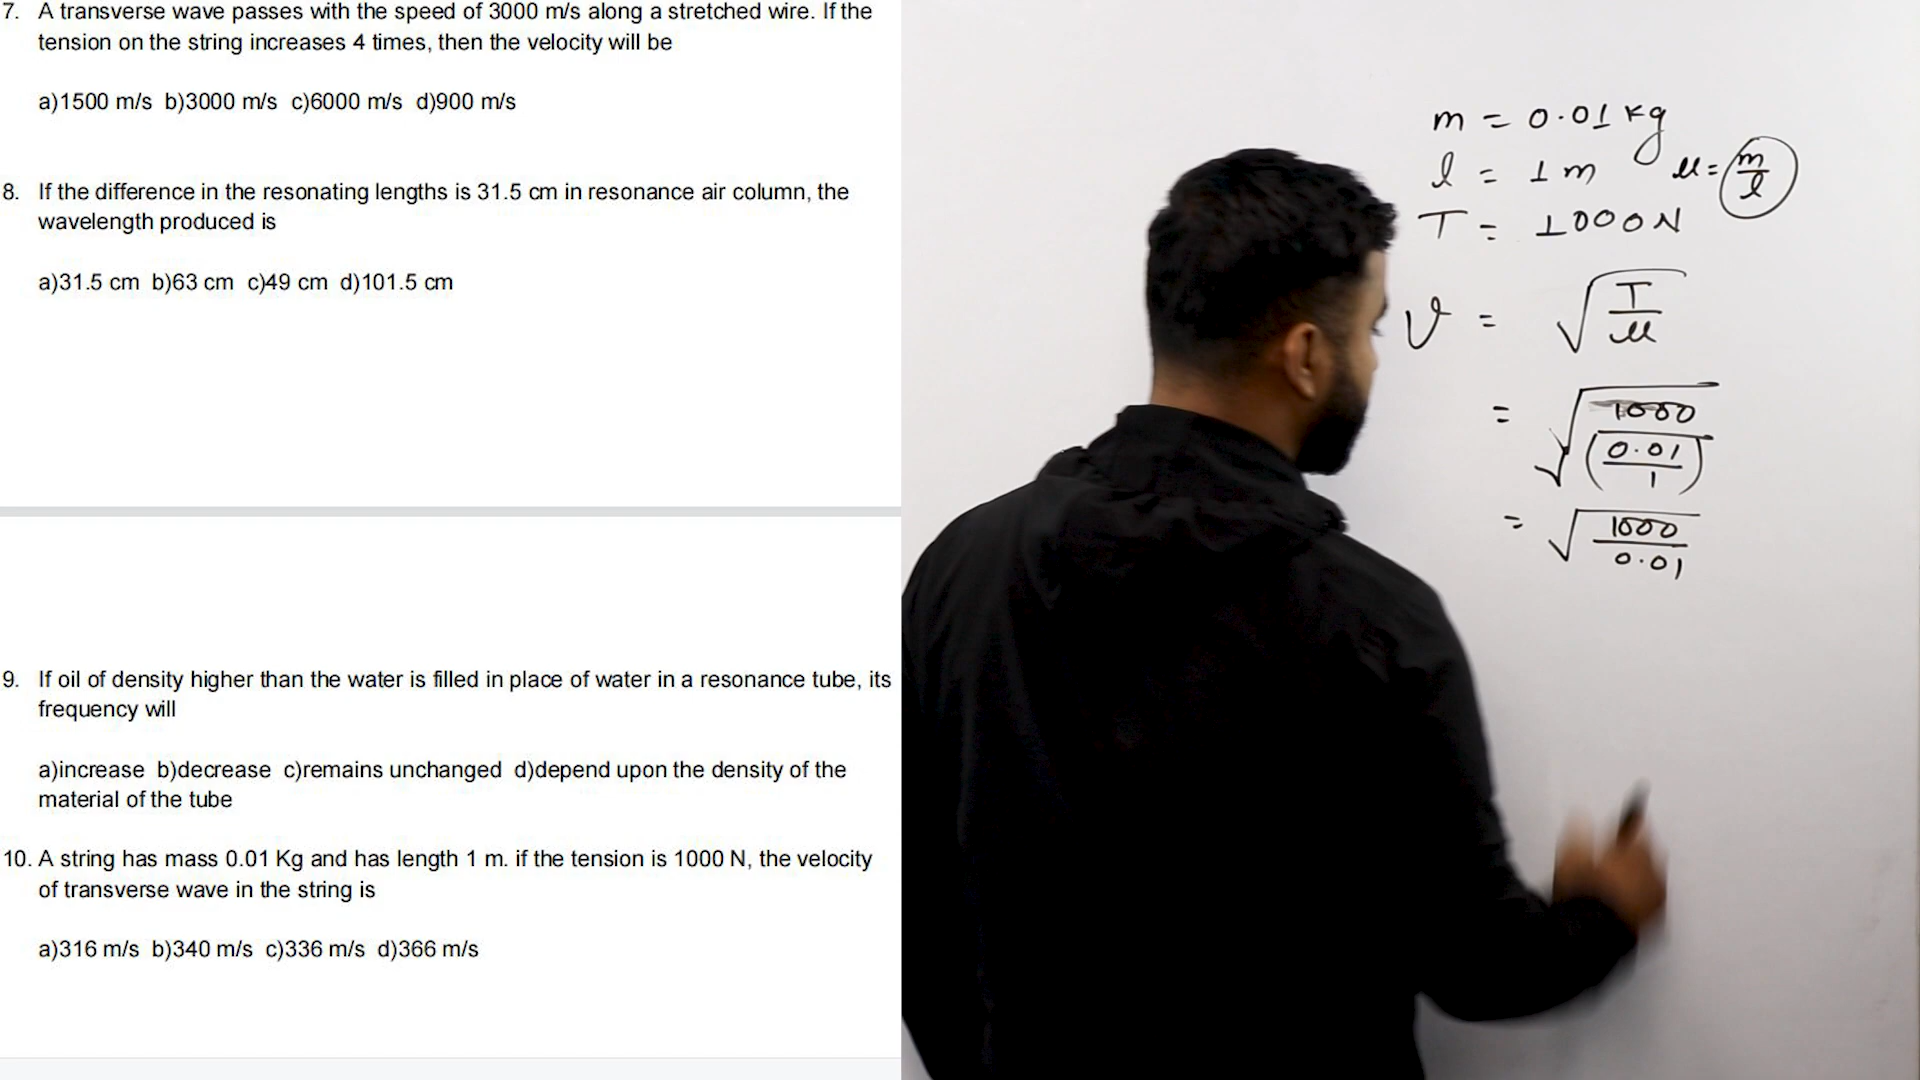 7. A transverse wave passes with the speed of 3000 m/s along a stretched wire. If the
tension on the string increases 4 times, then the velocity will be
a)1500 m/s b)3000 m/s c)6000 m/s d)900 m/s
8. If the difference in the resonating lengths is 31.5 cm in resonance air column, the
wavelength produced is
a)31.5 cm b)63 cm c)49 cm d)101.5 cm
9. If oil of density higher than the water is filled in place of water in a resonance tube, its
frequency will
a)increase b)decrease c)remains unchanged d)depend upon the density of the
material of the tube
10. A string has mass 0.01 Kg and has length 1 m. if the tension is 1000 N, the velocity
of transverse wave in the string is
a)316 m/s b)340 m/s c)336 m/s d)366 m/s
m = 0.01 kg
l = 1 m
μ = m/l
T = 1000 N
v = √(T/μ)
= √(1000/(0.01/1))
= √(1000/0.01)